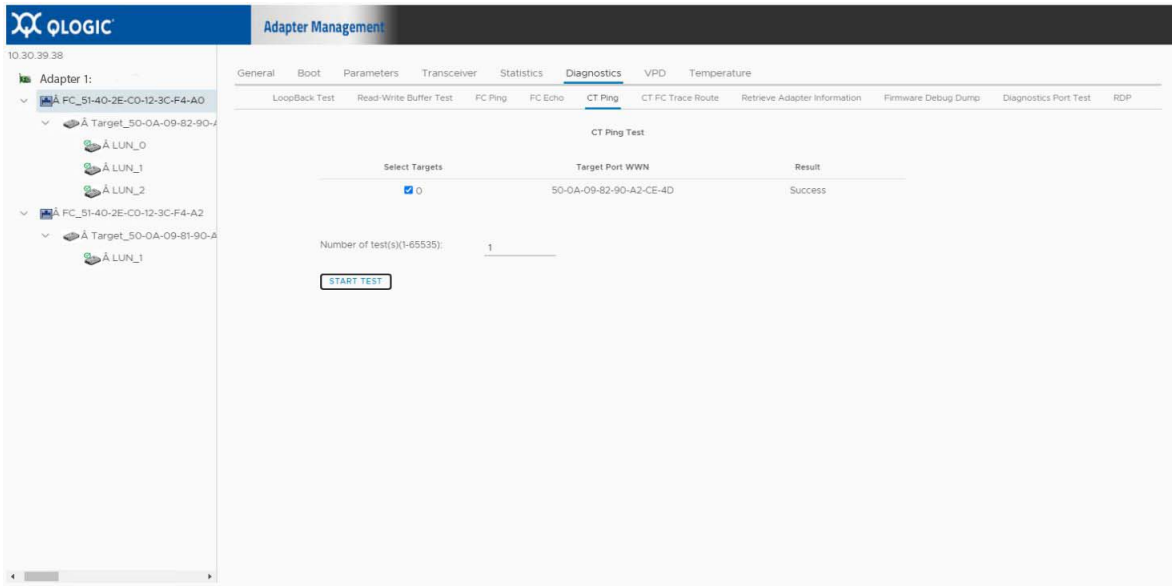 QLOGIC
Adapter Management
10.30.39.38
Adapter 1:
Â FC_51-40-2E-C0-12-3C-F4-A0
Â Target_50-0A-09-82-90-
Â LUN_0
Â LUN_1
Â LUN_2
Â FC_51-40-2E-C0-12-3C-F4-A2
Â Target_50-0A-09-81-90-
Â LUN_1
General Boot Parameters Transceiver Statistics Diagnostics VPD Temperature
LoopBack Test Read-Write Buffer Test FC Ping FC Echo CT Ping CT FC Trace Route Retrieve Adapter Information Firmware Debug Dump Diagnostics Port Test RDP
CT Ping Test
Select Targets Target Port WWN Result
0 50-0A-09-82-90-A2-CE-4D Success
Number of test(s)(1-65535): 1
START TEST